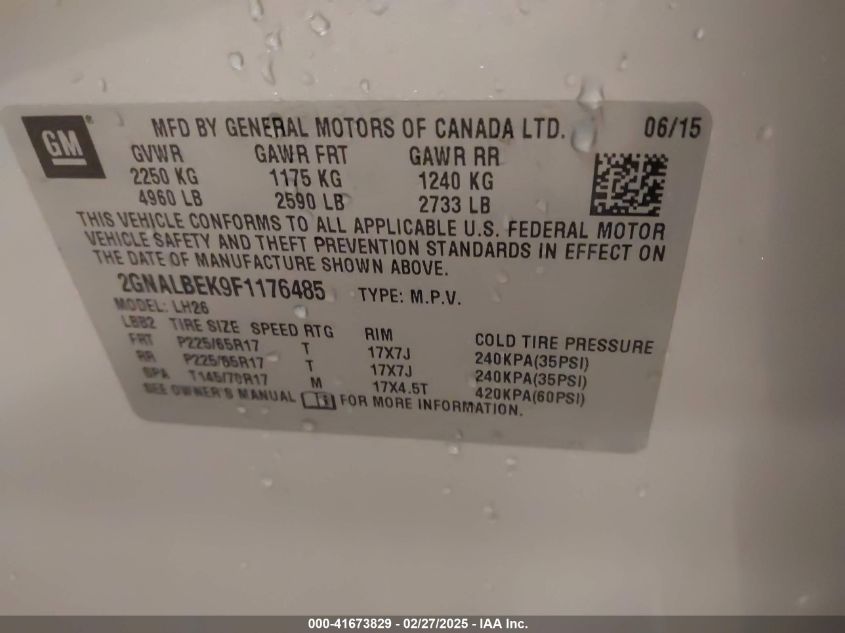 GM ® MFD BY GENERAL MOTORS OF CANADA LTD. 06/15
GVWR GAWR FRT GAWR RR
2250 KG 1175 KG 1240 KG
4960 LB 2590 LB 2733 LB
THIS VEHICLE CONFORMS TO ALL APPLICABLE U.S. FEDERAL MOTOR
VEHICLE SAFETY AND THEFT PREVENTION STANDARDS IN EFFECT ON
THE DATE OF MANUFACTURE SHOWN ABOVE.
2GNALBEK9F1176485 TYPE: M.P.V.
MODEL: LH26
LBB2 TIRE SIZE SPEED RTG RIM COLD TIRE PRESSURE
FRT P225/65R17 T 17X7J 240KPA(35PSI)
RR P225/65R17 T 17X7J 240KPA(35PSI)
SPA T145/70R17 M 17X4.5T 420KPA(60PSI)
SEE OWNER'S MANUAL i FOR MORE INFORMATION.
000-41673829 - 02/27/2025 - IAA Inc.